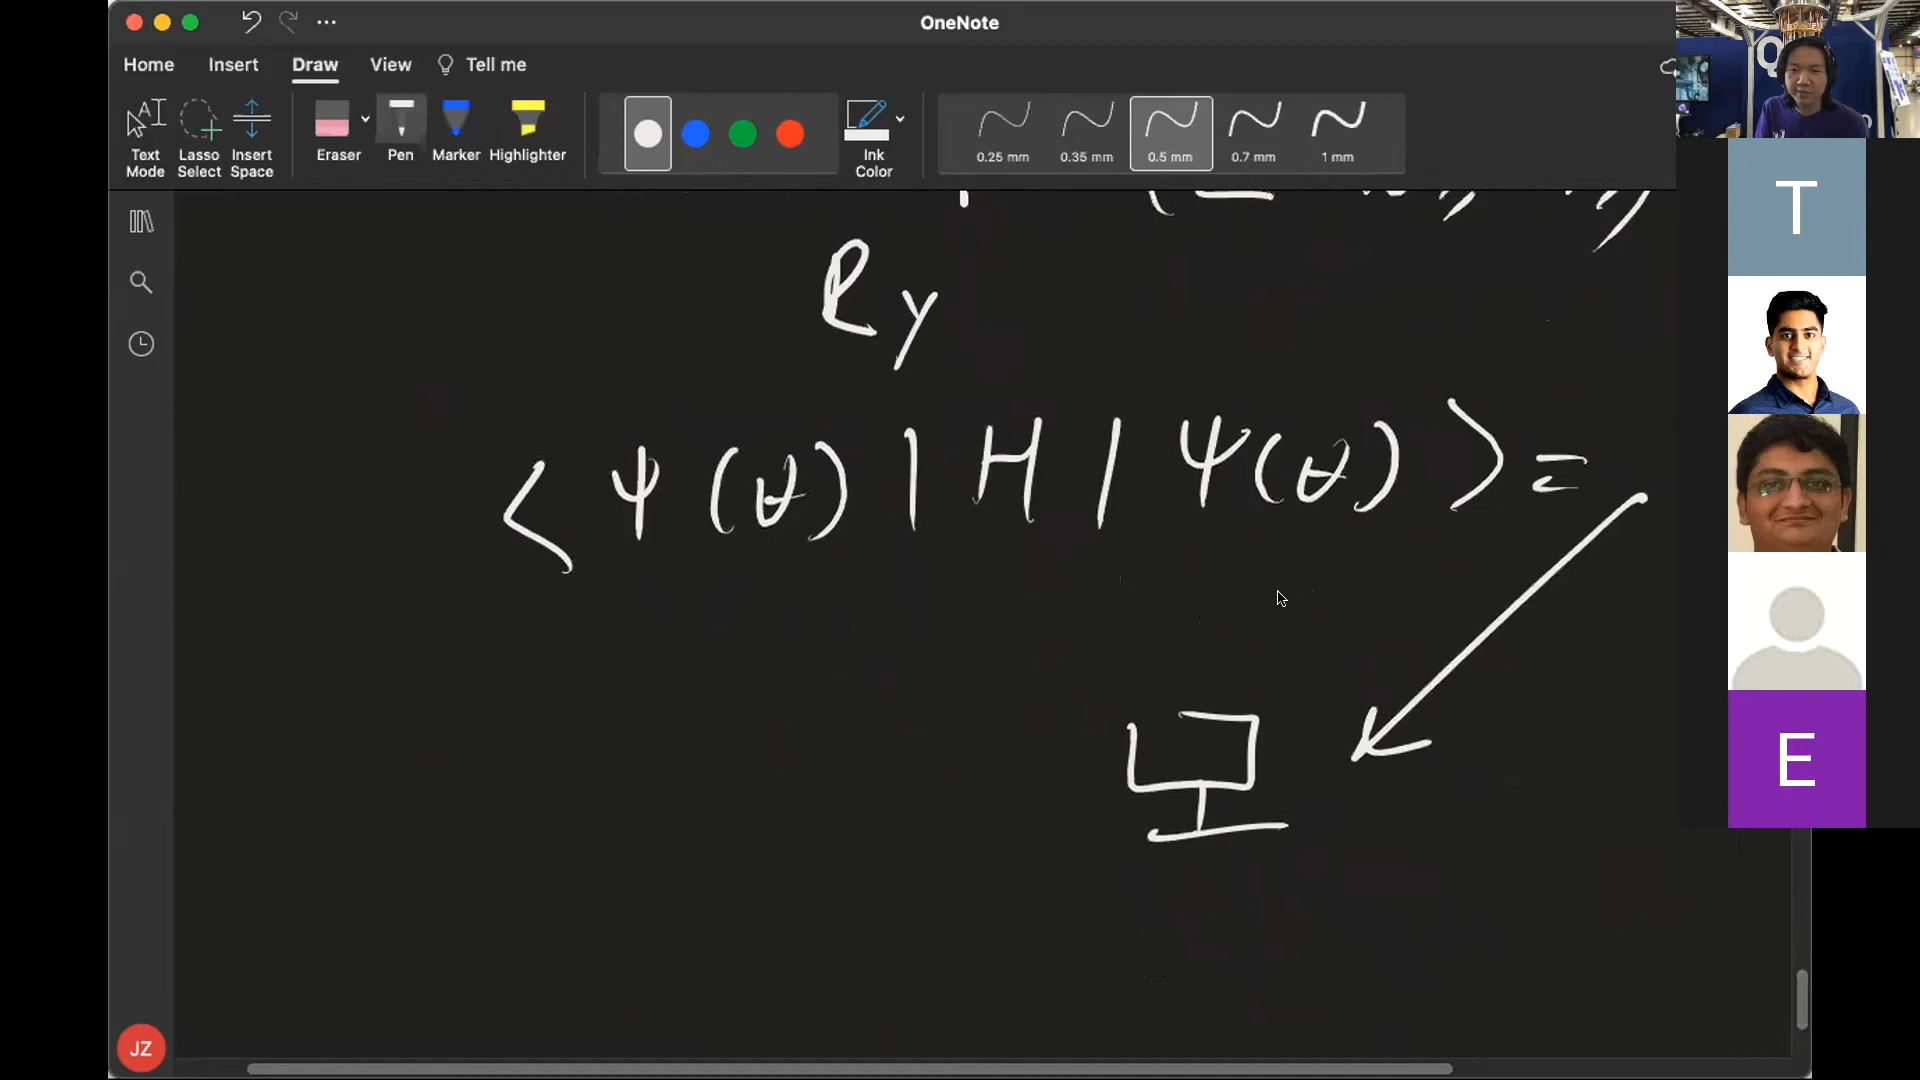 OneNote
Home Insert Draw View Tell me
Text Mode
Lasso Select
Insert Space
Eraser
Pen
Marker
Highlighter
Ink Color
0.25 mm
0.35 mm
0.5 mm
0.7 mm
1 mm
Ry
⟨ Ψ (θ) | H | Ψ(θ) ⟩ =
T
E
JZ